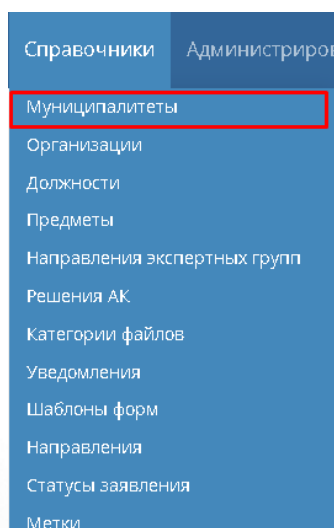 Справочники Администриров
Муниципалитеты
Организации
Должности
Предметы
Направления экспертных групп
Решения АК
Категории файлов
Уведомления
Шаблоны форм
Направления
Статусы заявления
Метки